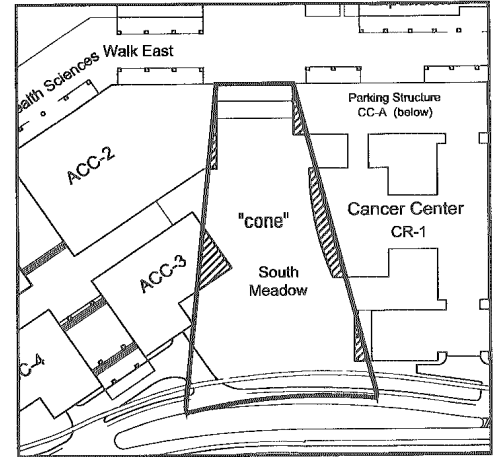 Walk East
ealth Sciences
Parking Structure
CC-A (below)
ACC-2
"cone"
Cancer Center
CR-1
ACC-3
South
Meadow
C-4